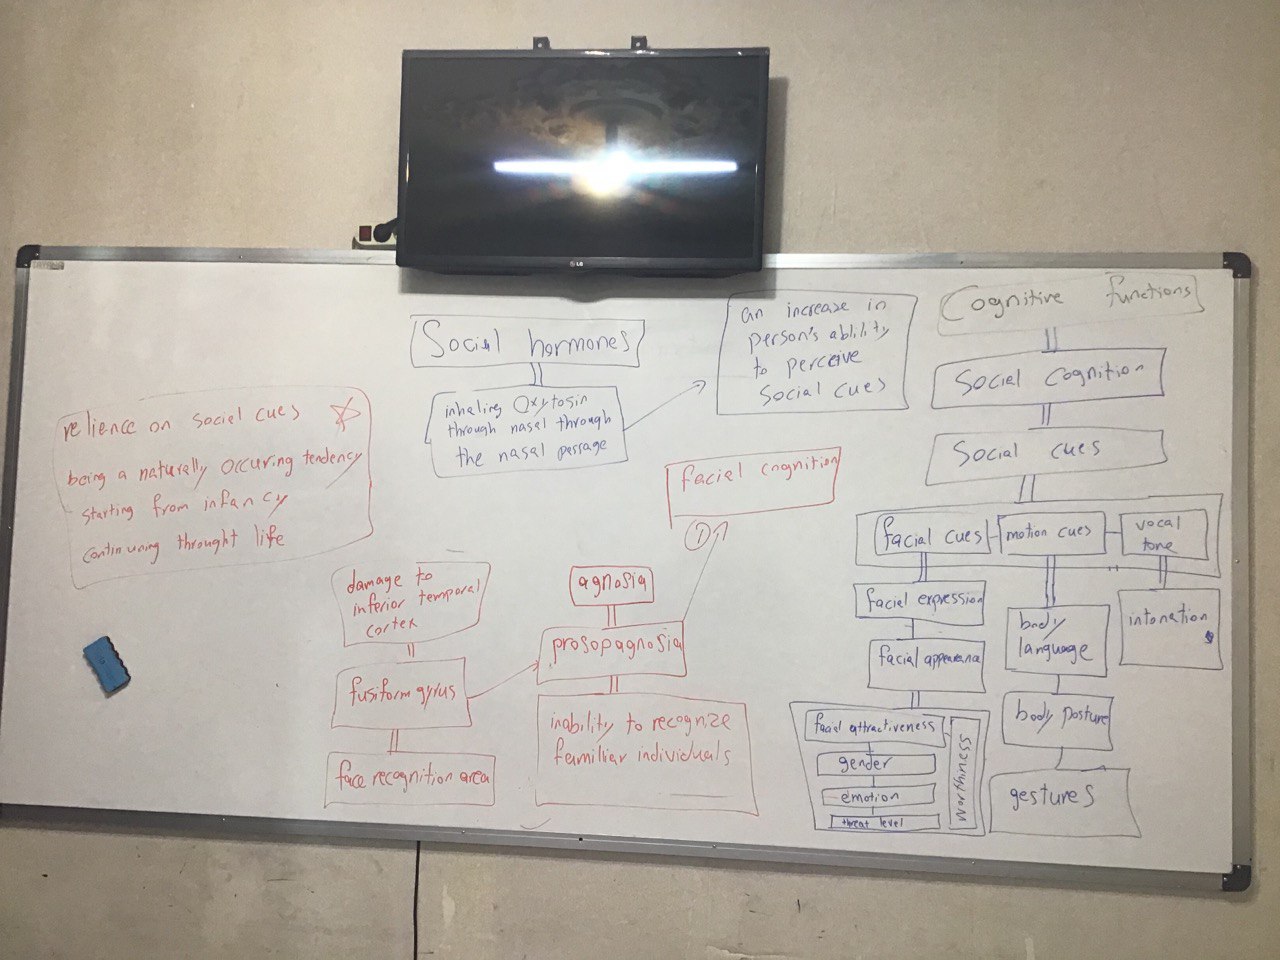 LG
Social hormones
inhaling Oxytosin
through nasal through
the nasal passage
an increase in
person's ablility
to perceive
Social cues
Cognitive functions
Social Cognition
Social cues
facial cues
motion cues
vocal
tone
facial expression
facial appearance
facial attractiveness
gender
emotion
threat level
body
language
body posture
gestures
intonation
relience on social cues
being a naturally occuring tendency
starting from infancy
continuing throught life
facial cognition
1
damage to
inferior temporal
cortex
fusiform gyrus
face recognition area
agnosia
prosopagnosia
inability to recognize
familiar individuals